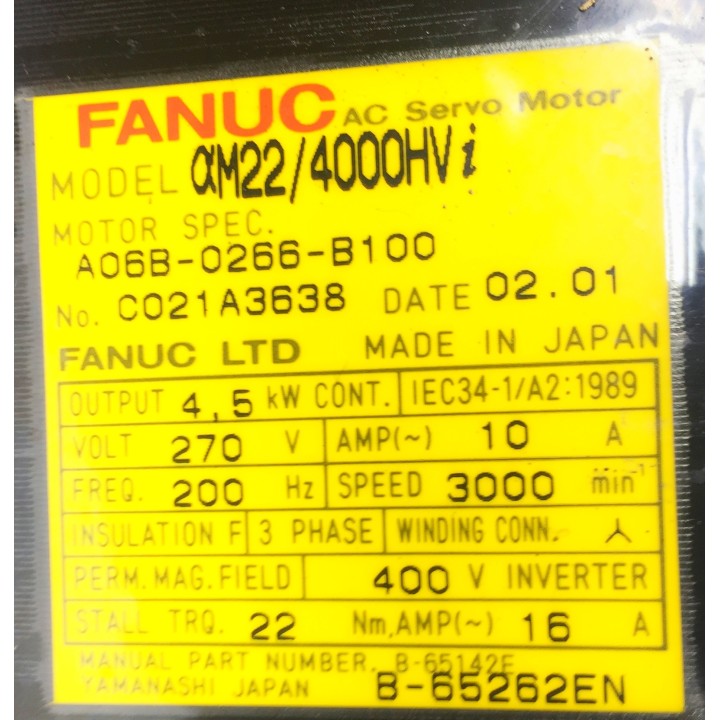 FANUC AC Servo Motor
MODEL αM22/4000HVi
MOTOR SPEC.
A06B-0266-B100
No. C021A3638 DATE 02.01
FANUC LTD MADE IN JAPAN
OUTPUT 4,5 kW CONT. IEC34-1/A2:1989
VOLT 270 V AMP(~) 10 A
FREQ. 200 Hz SPEED 3000 min⁻¹
INSULATION F 3 PHASE WINDING CONN. 人
PERM. MAG. FIELD 400 V INVERTER
STALL TRQ. 22 Nm, AMP(~) 16 A
MANUAL PART NUMBER. B-65142E
YAMANASHI JAPAN B-65262EN